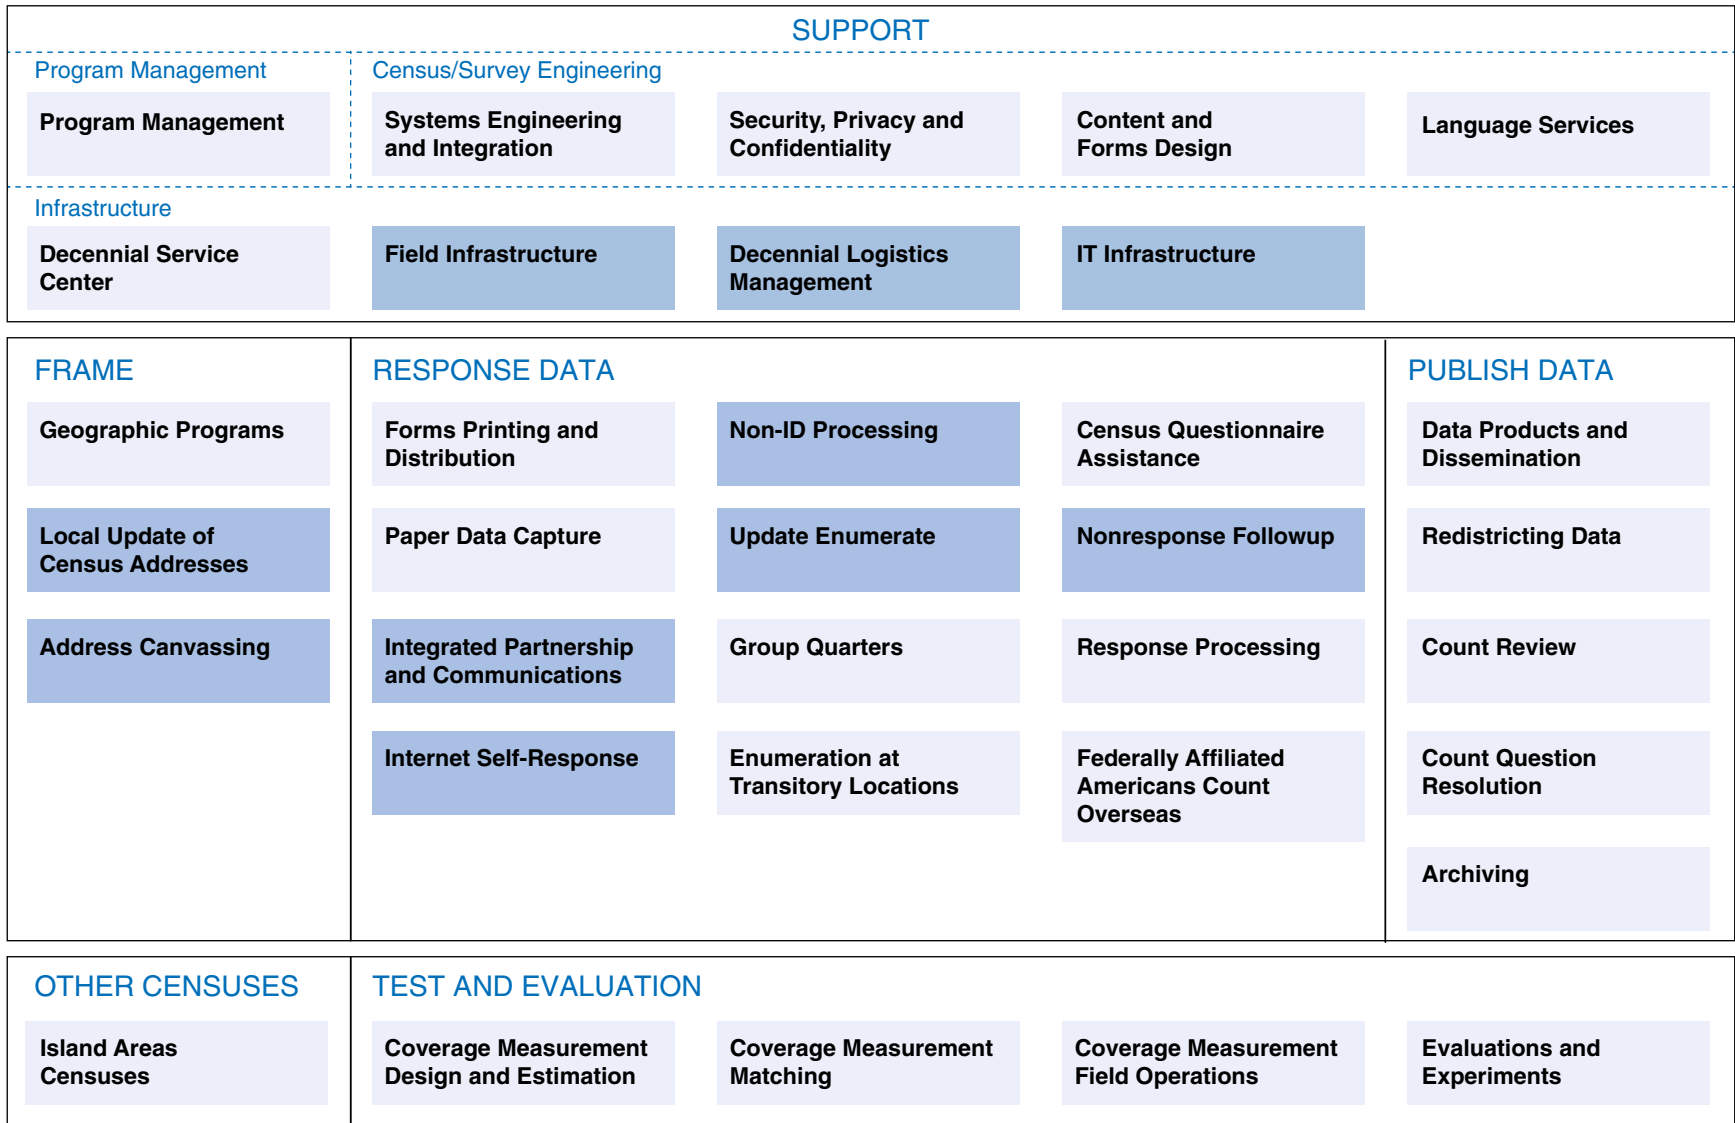 SUPPORT
Program Management
Census/Survey Engineering
Program Management
Systems Engineering
and Integration
Security, Privacy and
Confidentiality
Content and
Forms Design
Language Services
Infrastructure
Decennial Service
Center
Field Infrastructure
Decennial Logistics
Management
IT Infrastructure
FRAME
Geographic Programs
Local Update of
Census Addresses
Address Canvassing
RESPONSE DATA
Forms Printing and
Distribution
Non-ID Processing
Census Questionnaire
Assistance
Paper Data Capture
Update Enumerate
Nonresponse Followup
Integrated Partnership
and Communications
Group Quarters
Response Processing
Internet Self-Response
Enumeration at
Transitory Locations
Federally Affiliated
Americans Count
Overseas
PUBLISH DATA
Data Products and
Dissemination
Redistricting Data
Count Review
Count Question
Resolution
Archiving
OTHER CENSUSES
Island Areas
Censuses
TEST AND EVALUATION
Coverage Measurement
Design and Estimation
Coverage Measurement
Matching
Coverage Measurement
Field Operations
Evaluations and
Experiments